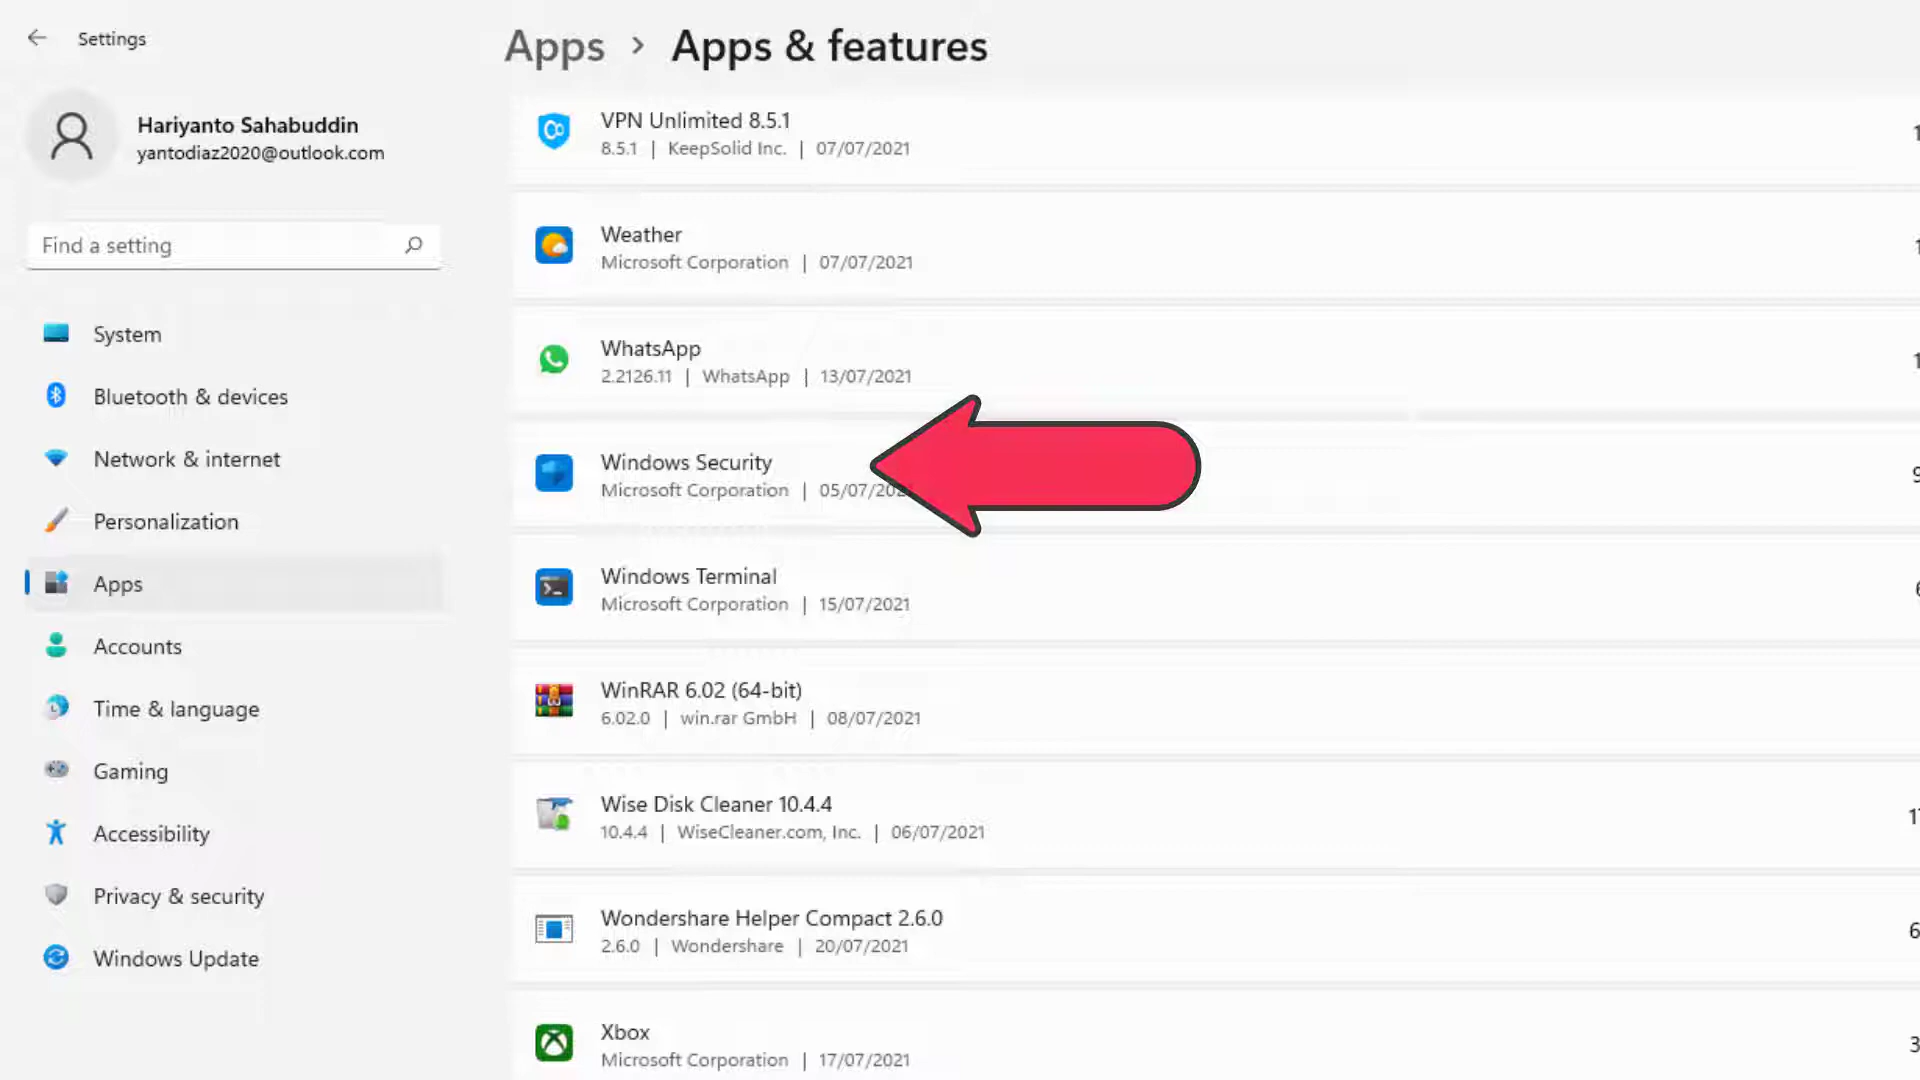 Settings
Apps > Apps & features
Hariyanto Sahabuddin
yantodiaz2020@outlook.com
Find a setting
System
Bluetooth & devices
Network & internet
Personalization
Apps
Accounts
Time & language
Gaming
Accessibility
Privacy & security
Windows Update
VPN Unlimited 8.5.1
8.5.1 | KeepSolid Inc. | 07/07/2021
Weather
Microsoft Corporation | 07/07/2021
WhatsApp
2.2126.11 | WhatsApp | 13/07/2021
Windows Security
Microsoft Corporation |
Windows Terminal
Microsoft Corporation | 15/07/2021
WinRAR 6.02 (64-bit)
6.02.0 | win.rar GmbH | 08/07/2021
Wise Disk Cleaner 10.4.4
10.4.4 | WiseCleaner.com, Inc. | 06/07/2021
Wondershare Helper Compact 2.6.0
2.6.0 | Wondershare | 20/07/2021
Xbox
Microsoft Corporation | 17/07/2021